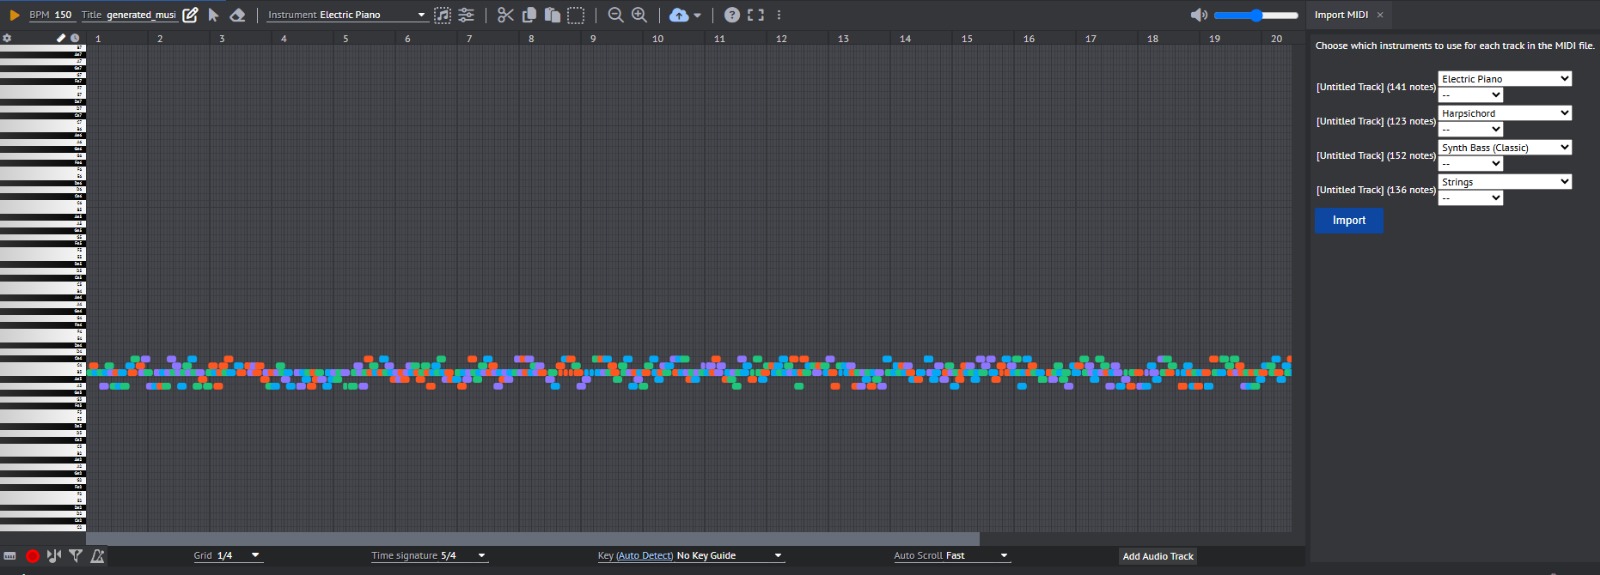 BPM 150 Title generated_musi Instrument Electric Piano Import MIDI ×
1 2 3 4 5 6 7 8 9 10 11 12 13 14 15 16 17 18 19 20
Choose which instruments to use for each track in the MIDI file.
[Untitled Track] (141 notes) Electric Piano
--
[Untitled Track] (123 notes) Harpsichord
--
[Untitled Track] (152 notes) Synth Bass (Classic)
--
[Untitled Track] (136 notes) Strings
--
Import
Grid 1/4 Time signature 5/4 Key (Auto Detect) No Key Guide Auto Scroll Fast Add Audio Track